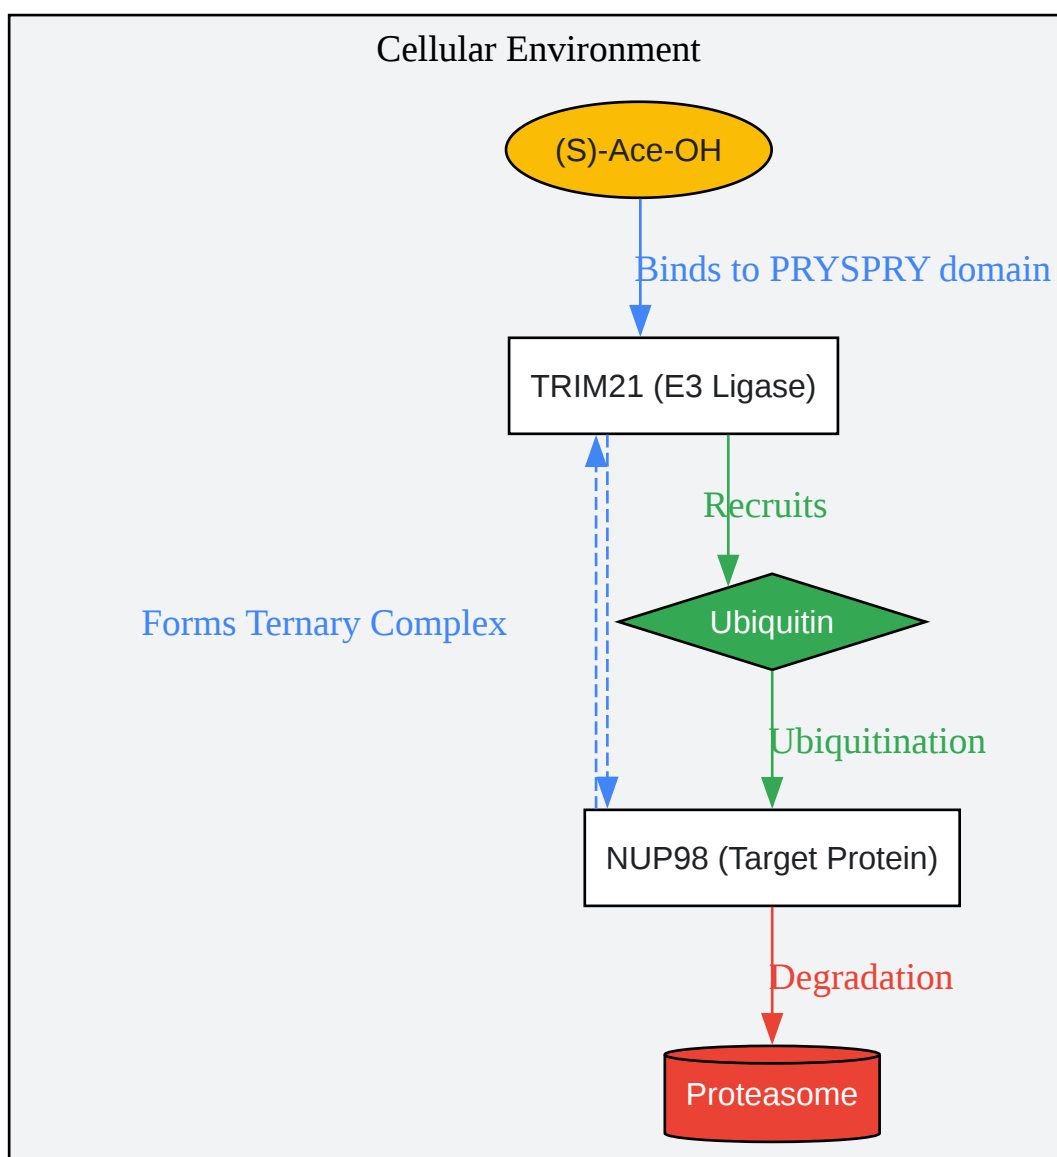 Cellular Environment
(S)-Ace-OH
Binds to PRYSPRY domain
TRIM21 (E3 Ligase)
Recruits
Forms Ternary Complex
Ubiquitin
Ubiquitination
NUP98 (Target Protein)
Degradation
Proteasome